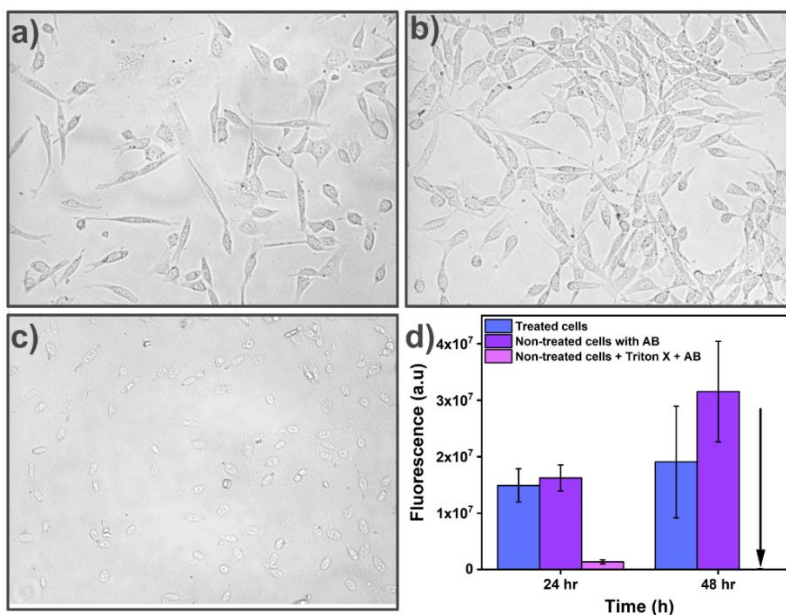 a)
b)
c)
d)
Treated cells
Non-treated cells with AB
Non-treated cells + Triton X + AB
Fluorescence (a.u)
4x10⁷
3x10⁷
2x10⁷
1x10⁷
0
24 hr
48 hr
Time (h)